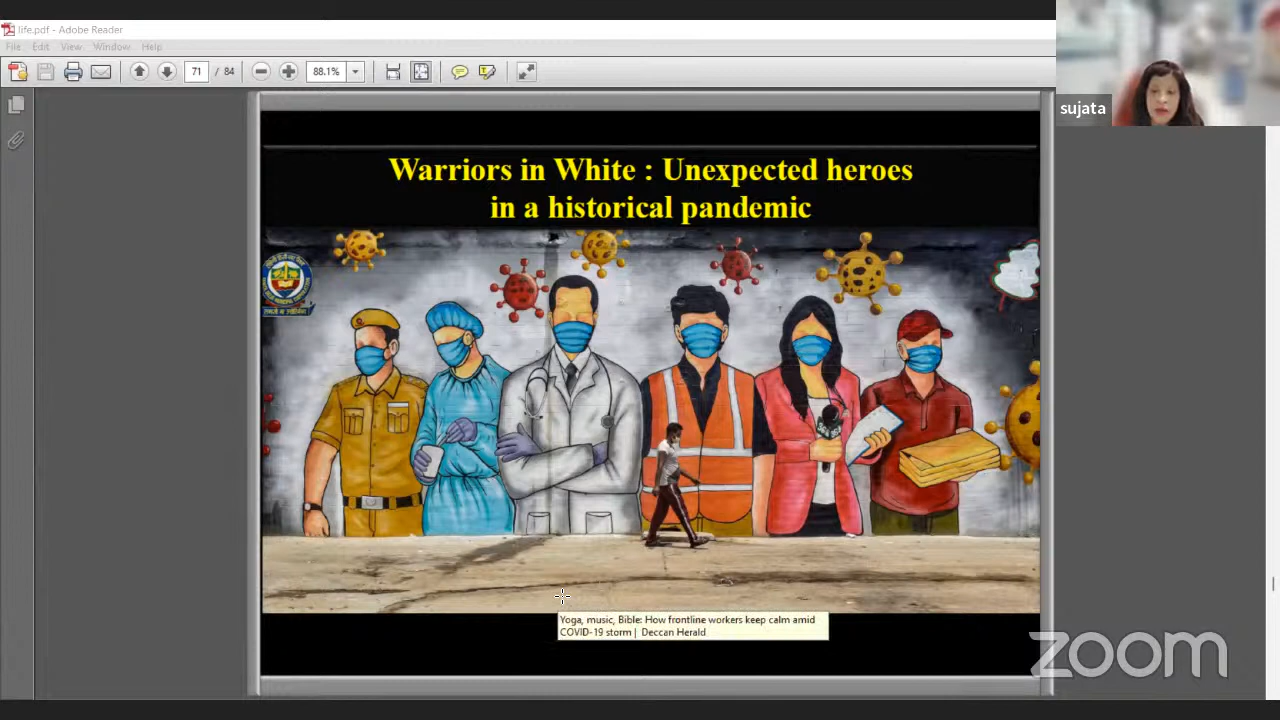 life.pdf - Adobe Reader
File Edit View Window Help
71 / 84 88.1%
sujata
Warriors in White : Unexpected heroes
in a historical pandemic
Yoga, music, Bible: How frontline workers keep calm amid
COVID-19 storm | Deccan Herald
zoom